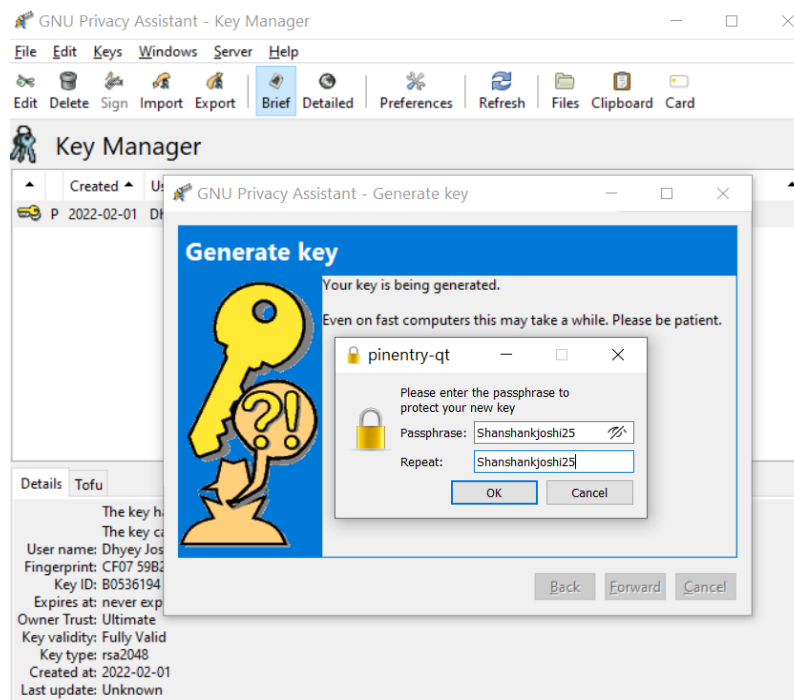 GNU Privacy Assistant - Key Manager
File Edit Keys Windows Server Help
Edit Delete Sign Import Export Brief Detailed Preferences Refresh Files Clipboard Card
Key Manager
Created
P 2022-02-01
GNU Privacy Assistant - Generate key
Generate key
Your key is being generated.
Even on fast computers this may take a while. Please be patient.
?!
pinentry-qt
Please enter the passphrase to
protect your new key
Passphrase: Shanshankjoshi25
Repeat: Shanshankjoshi25
OK Cancel
Back Forward Cancel
Details Tofu
The key
The key
User name: Dhyey Jos
Fingerprint: CF07 59B2
Key ID: B0536194
Expires at: never exp
Owner Trust: Ultimate
Key validity: Fully Valid
Key type: rsa2048
Created at: 2022-02-01
Last update: Unknown